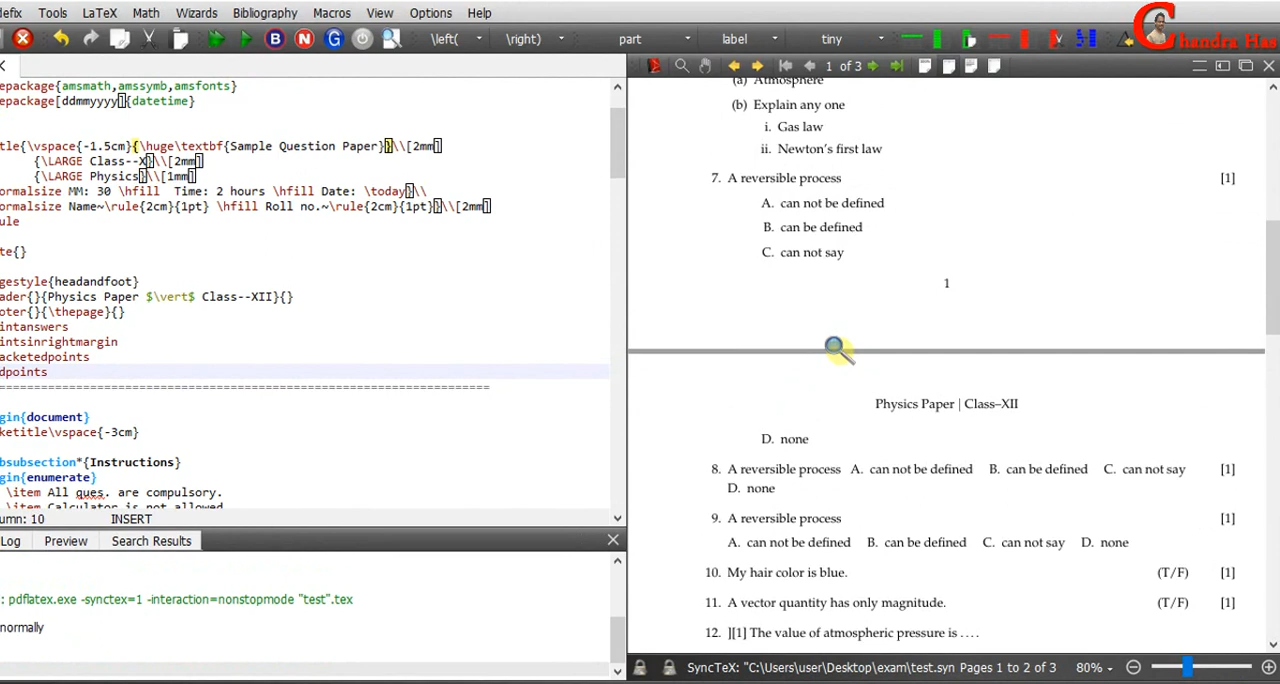 defix Tools LaTeX Math Wizards Bibliography Macros View Options Help
B N G \left( \right) part label tiny
Chandra Has
epackage{amsmath,amssymb,amsfonts}
epackage[ddmmyyyy]{datetime}
tle{\vspace{-1.5cm}{\huge\textbf{Sample Question Paper}}\\[2mm]
{\LARGE Class--X}\\[2mm]
{\LARGE Physics}\\[1mm]
ormalsize MM: 30 \hfill Time: 2 hours \hfill Date: \today}\\
ormalsize Name~\rule{2cm}{1pt} \hfill Roll no.~\rule{2cm}{1pt}}\\[2mm]
ule
te{}
gestyle{headandfoot}
ader{}{Physics Paper $\vert$ Class--XII}{}
oter{}{\thepage}{}
intanswers
intsinrightmargin
acketedpoints
dpoints
================================================
gin{document}
ketitle\vspace{-3cm}
bsubsection*{Instructions}
gin{enumerate}
\item All ques. are compulsory.
\item Calculator is not allowed
umn: 10 INSERT
Log Preview Search Results
: pdflatex.exe -synctex=1 -interaction=nonstopmode "test".tex
normally
1 of 3
(a) Atmosphere
(b) Explain any one
i. Gas law
ii. Newton's first law
7. A reversible process [1]
A. can not be defined
B. can be defined
C. can not say
1
Physics Paper | Class–XII
D. none
8. A reversible process A. can not be defined B. can be defined C. can not say [1]
D. none
9. A reversible process [1]
A. can not be defined B. can be defined C. can not say D. none
10. My hair color is blue. (T/F) [1]
11. A vector quantity has only magnitude. (T/F) [1]
12. ][1] The value of atmospheric pressure is ....
SyncTeX: "C:\Users\user\Desktop\exam\test.syn Pages 1 to 2 of 3 80%